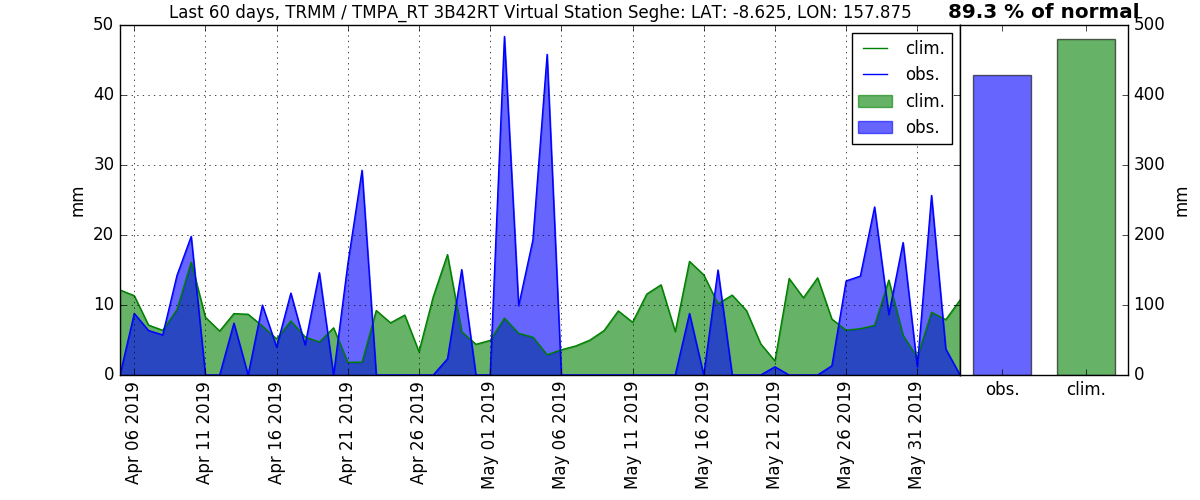 Last 60 days, TRMM / TMPA_RT 3B42RT Virtual Station Seghe: LAT: -8.625, LON: 157.875
89.3 % of normal
50
40
30
20
10
0
mm
clim.
obs.
clim.
obs.
500
400
300
200
100
0
mm
Apr 06 2019
Apr 11 2019
Apr 16 2019
Apr 21 2019
Apr 26 2019
May 01 2019
May 06 2019
May 11 2019
May 16 2019
May 21 2019
May 26 2019
May 31 2019
obs.
clim.